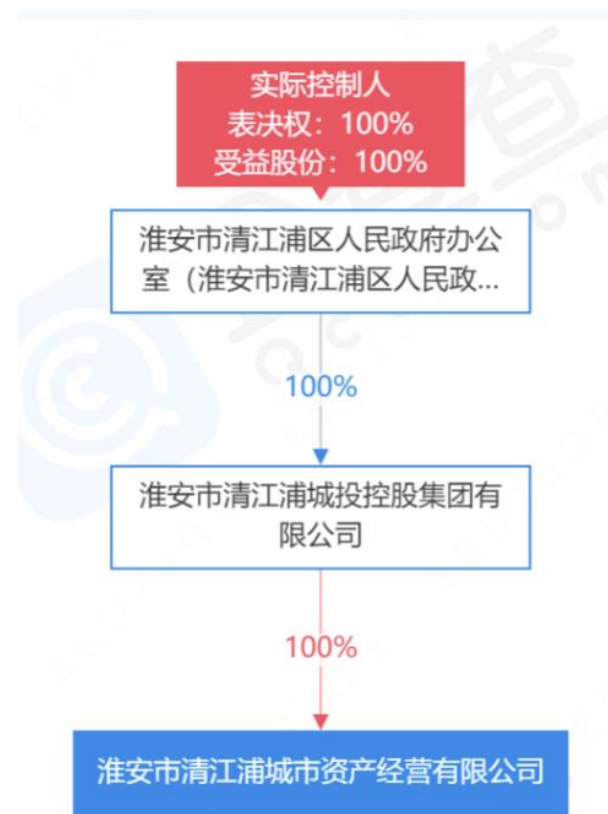 实际控制人
表决权：100%
受益股份：100%
淮安市清江浦区人民政府办公
室（淮安市清江浦区人民政...
100%
淮安市清江浦城投控股集团有
限公司
100%
淮安市清江浦城市资产经营有限公司